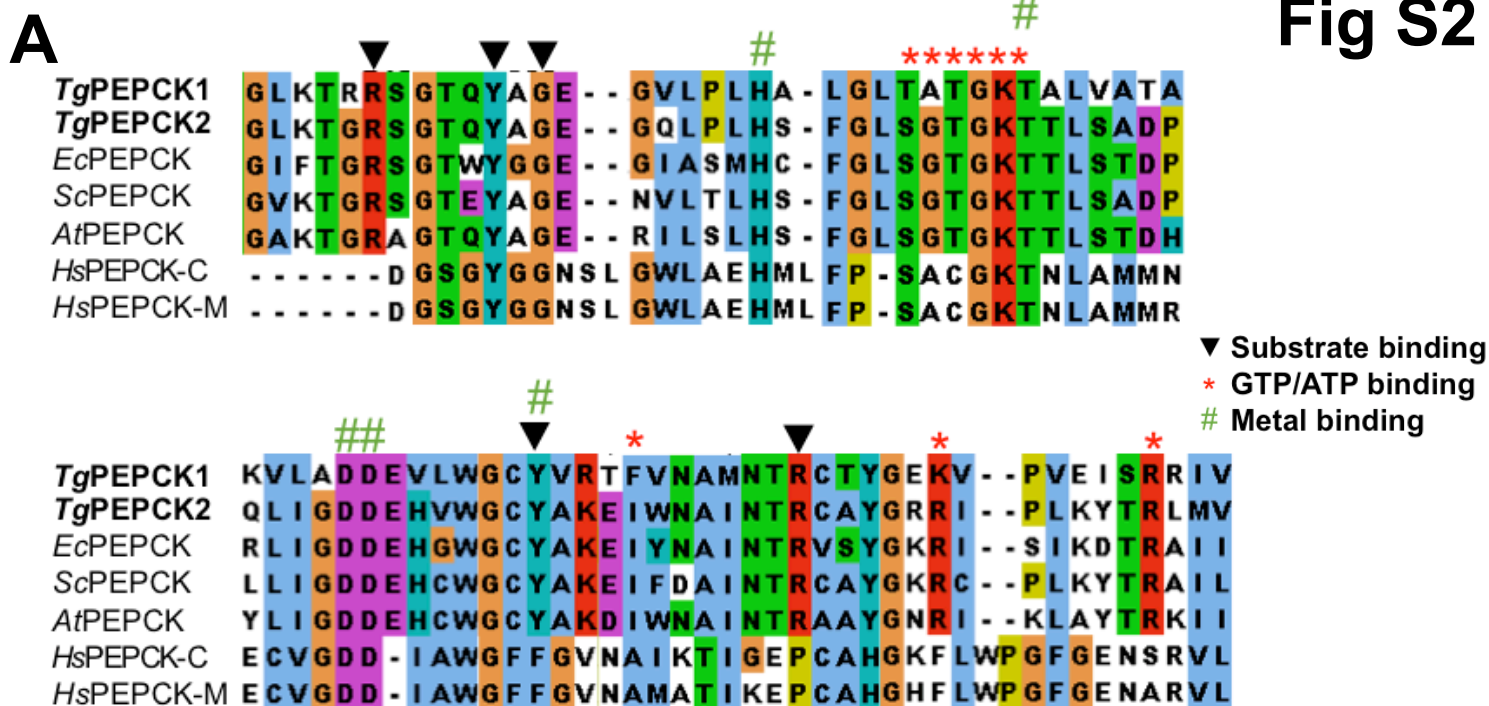 A
Fig S2
#
▼ ▼ ▼ # ******
TgPEPCK1 GLKTRRSGTQYAGE--GVLPLHA-LGLTATGKTALVATA
TgPEPCK2 GLKTGRSGTQYAGE--GQLPLHS-FGLSGTGKTTLSADP
EcPEPCK GIFTGRSGTWYGGE--GIASMHC-FGLSGTGKTTLSTDP
ScPEPCK GVKTGRSGTEYAGE--NVLTLHS-FGLSGTGKTTLSADP
AtPEPCK GAKTGRAGTQYAGE--RILSLHS-FGLSGTGKTTLSTDH
HsPEPCK-C ------DGSGYGGNSLGWLAEHMLFP-SACGKTNLAMMN
HsPEPCK-M ------DGSGYGGNSLGWLAEHMLFP-SACGKTNLAMMR
▼ Substrate binding
* GTP/ATP binding
# Metal binding
#
## ▼ * ▼ * *
TgPEPCK1 KVLADDEVLWGCYVRTFVNAMNTRCTYGEKV--PVEISRRIV
TgPEPCK2 QLIGDDEHVWGCYAKEIWNAINTRCAYGRRI--PLKYTRLMV
EcPEPCK RLIGDDEHGWGCYAKEIYNAINTRVSYGKRI--SIKDTRAII
ScPEPCK LLIGDDEHCWGCYAKEIFDAINTRCAYGKRC--PLKYTRAIL
AtPEPCK YLIGDDEHCWGCYAKDIWNAINTRAAYGNRI--KLAYTRKII
HsPEPCK-C ECVGDD-IAWGFFGVNAIKTIGEPCAHGKFLWPGFGENSRVL
HsPEPCK-M ECVGDD-IAWGFFGVNAMATIKEPCAHGHFLWPGFGENARVL